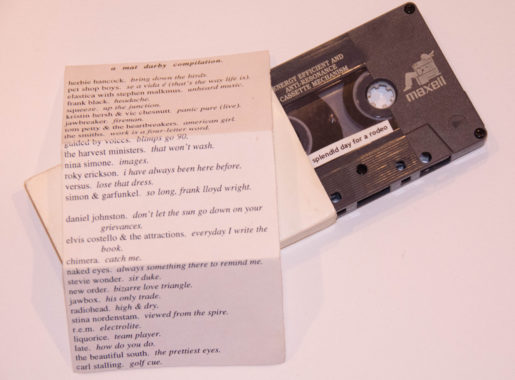 a mat darby compilation.
herbie hancock. bring down the birds.
pet shop boys. se a vida é (that's the way life is).
elastica with stephen malkmus. unheard music.
frank black. headache.
squeeze. up the junction.
kristin hersh & vic chesnutt. panic pure (live).
jawbreaker. fireman.
tom petty & the heartbreakers. american girl.
the smiths. work is a four-letter word.
guided by voices. blimps go 90.
the harvest ministers. that won't wash.
nina simone. images.
roky erickson. i have always been here before.
versus. lose that dress.
simon & garfunkel. so long, frank lloyd wright.
daniel johnston. don't let the sun go down on your
grievances.
elvis costello & the attractions. everyday I write the
book.
chimera. catch me.
naked eyes. always something there to remind me.
stevie wonder. sir duke.
new order. bizarre love triangle.
jawbox. his only trade.
radiohead. high & dry.
stina nordenstam. viewed from the spire.
r.e.m. electrolite.
liquorice. team player.
late. how do you do.
the beautiful south. the prettiest eyes.
carl stalling. golf cue.
ENERGY EFFICIENT AND
ANTI-RESONANCE
CASSETTE MECHANISM
maxell
splendid day for a rodeo